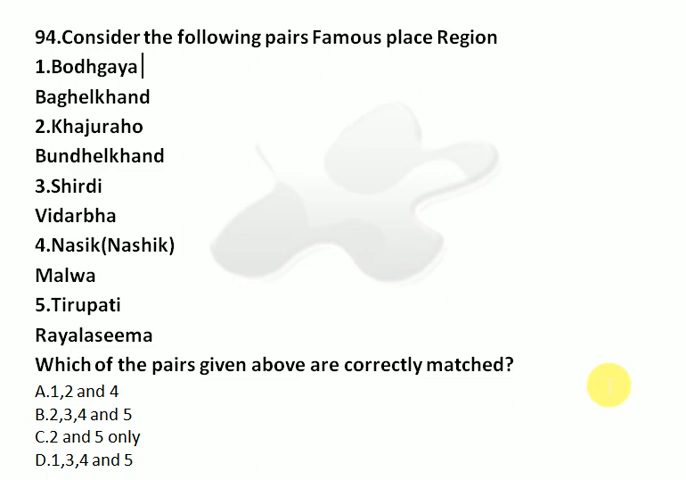 94.Consider the following pairs Famous place Region
1.Bodhgaya
Baghelkhand
2.Khajuraho
Bundhelkhand
3.Shirdi
Vidarbha
4.Nasik(Nashik)
Malwa
5.Tirupati
Rayalaseema
Which of the pairs given above are correctly matched?
A.1,2 and 4
B.2,3,4 and 5
C.2 and 5 only
D.1,3,4 and 5